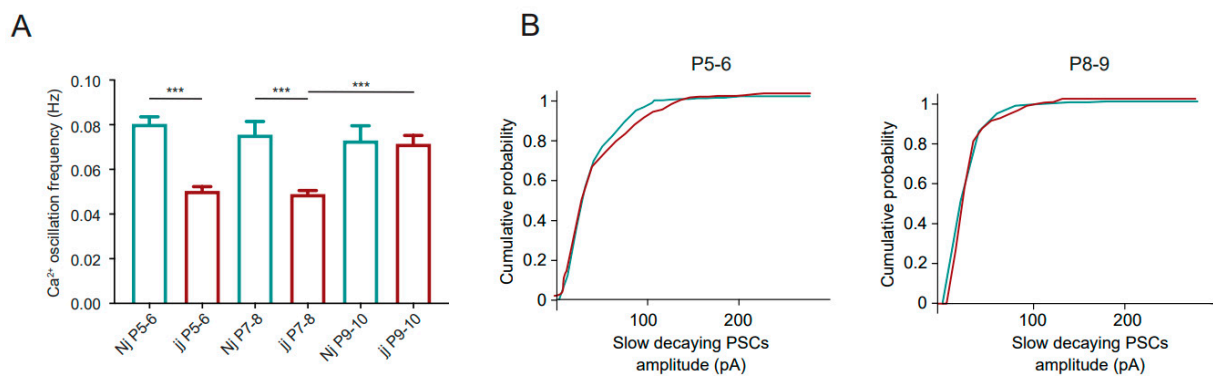 A
Ca²⁺ oscillation frequency (Hz)
0.10
0.08
0.06
0.04
0.02
0.00
***
***
***
Nj P5-6
jj P5-6
Nj P7-8
jj P7-8
Nj P9-10
jj P9-10
B
P5-6
Cumulative probability
1
0.8
0.6
0.4
0.2
0
100
200
Slow decaying PSCs
amplitude (pA)
P8-9
Cumulative probability
1
0.8
0.6
0.4
0.2
0
100
200
Slow decaying PSCs
amplitude (pA)